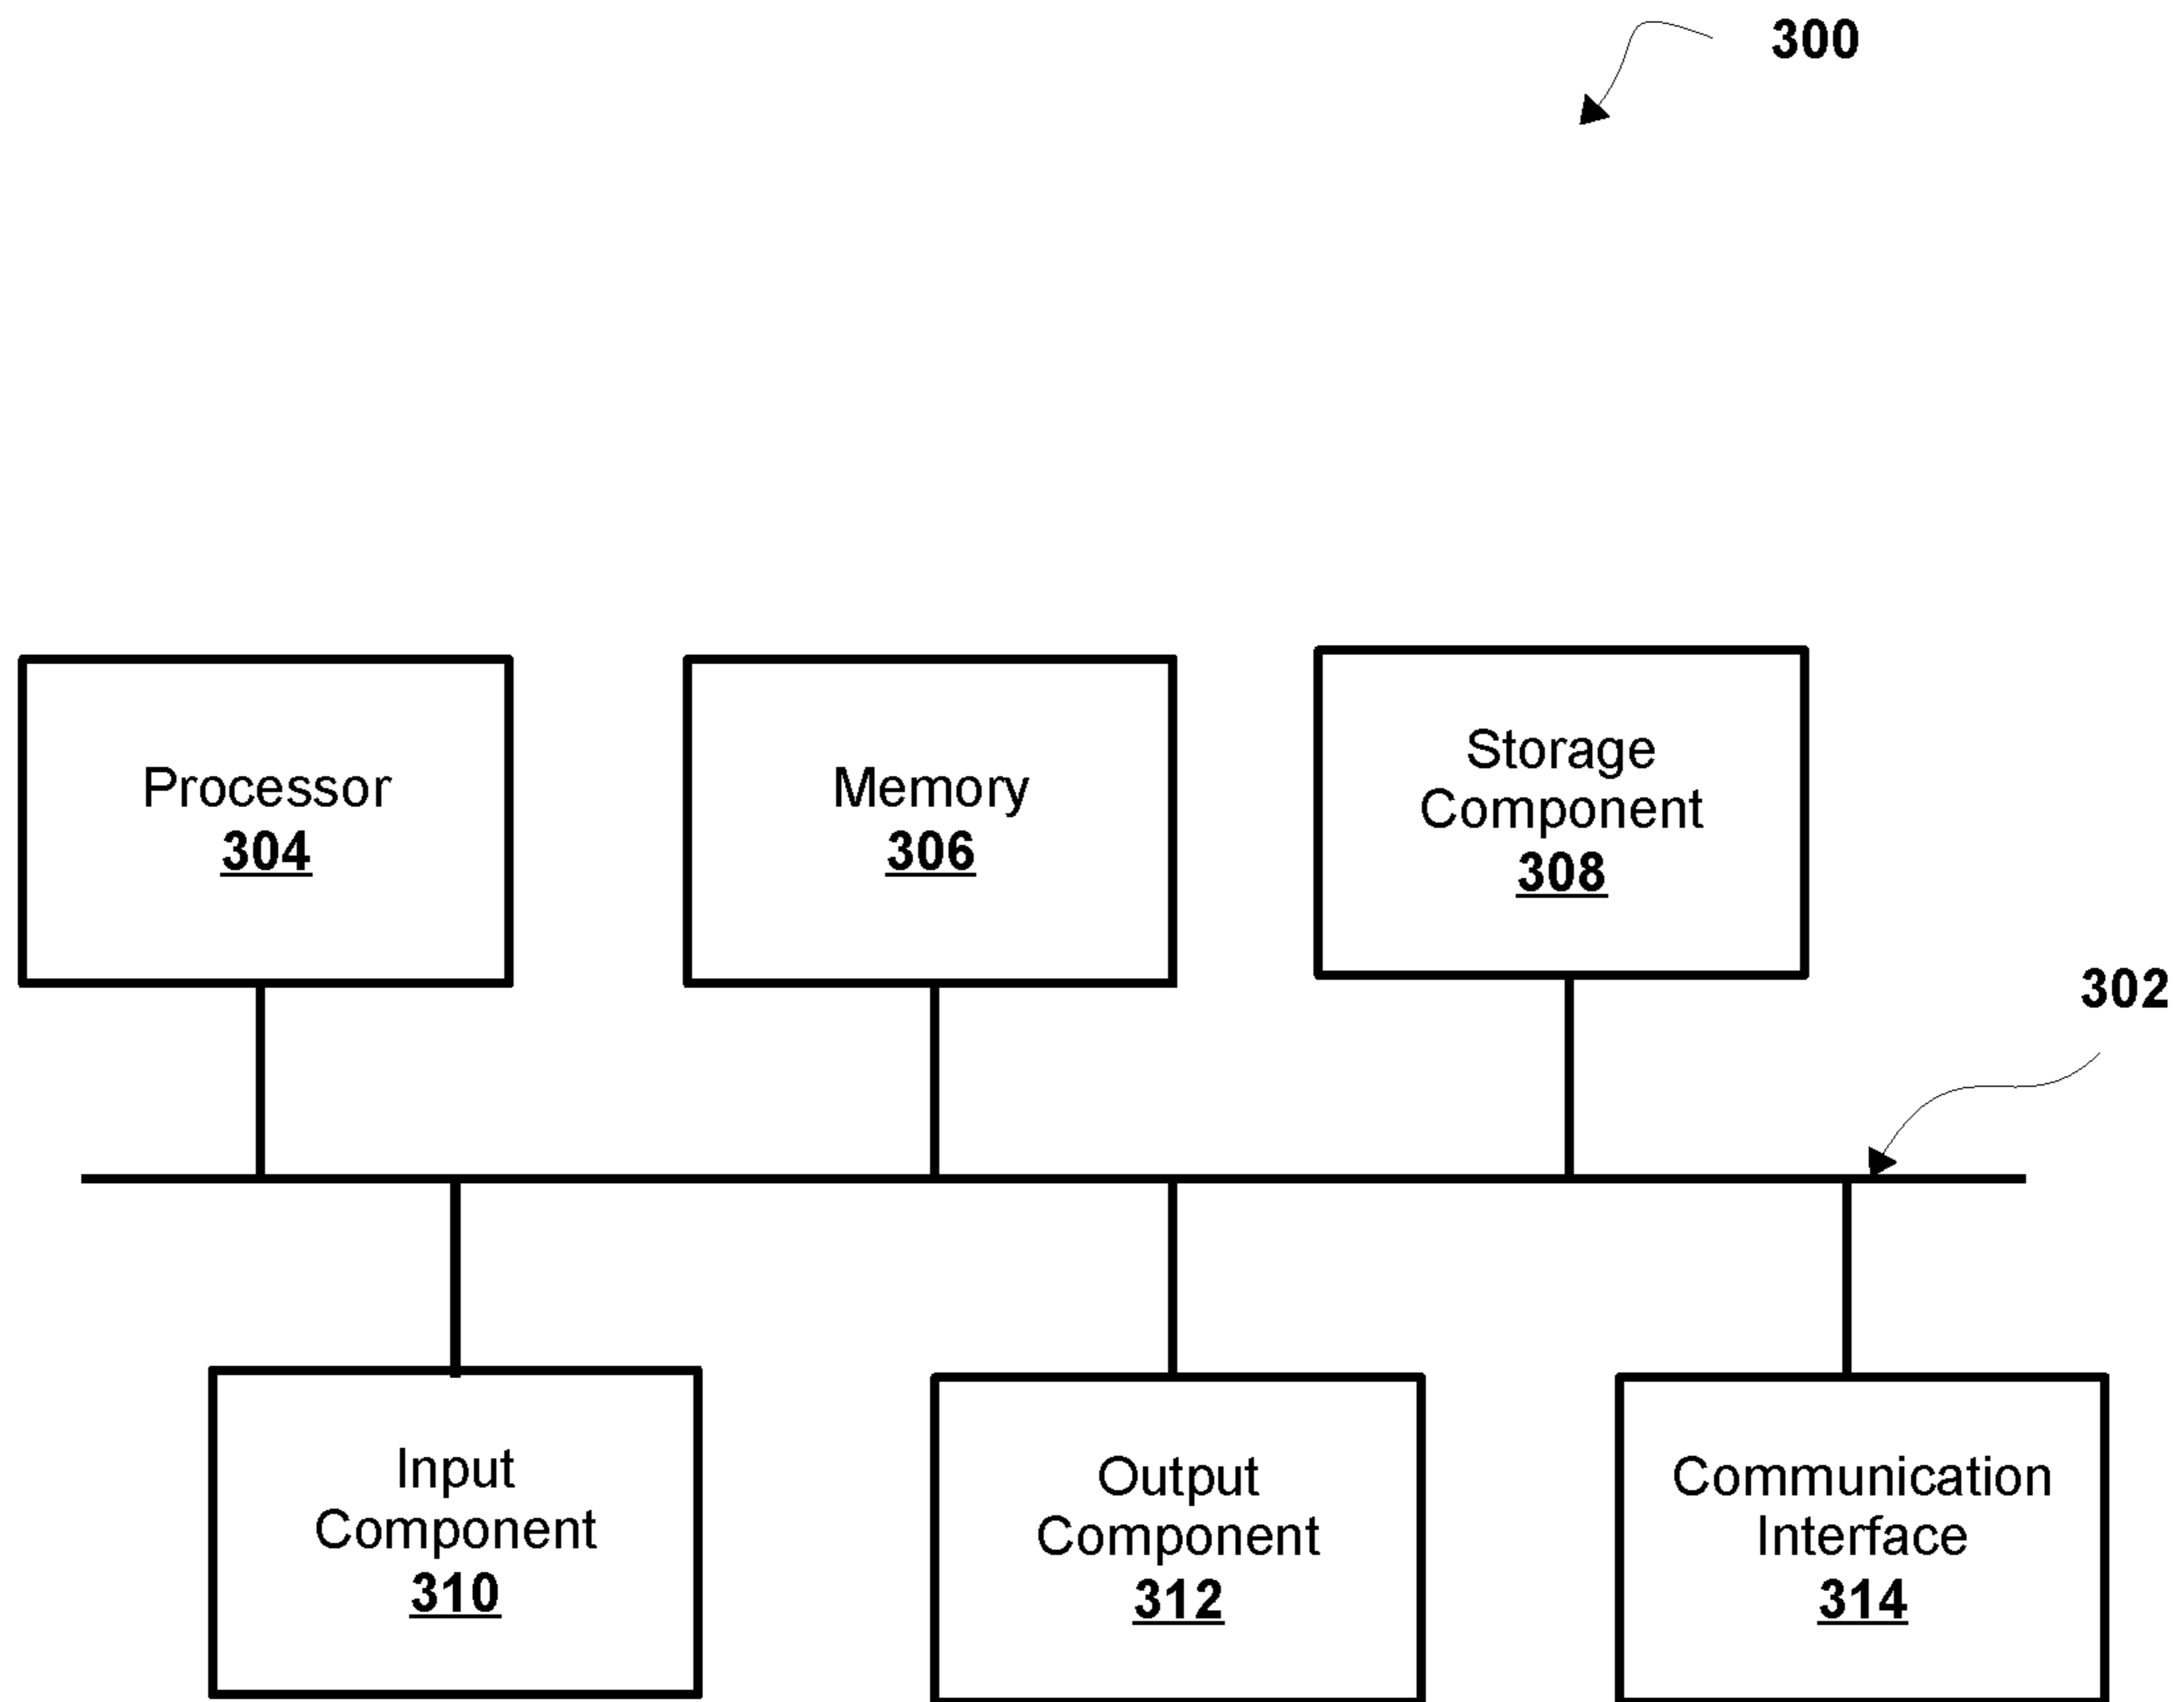 300
Processor
304
Memory
306
Storage
Component
308
302
Input
Component
310
Output
Component
312
Communication
Interface
314